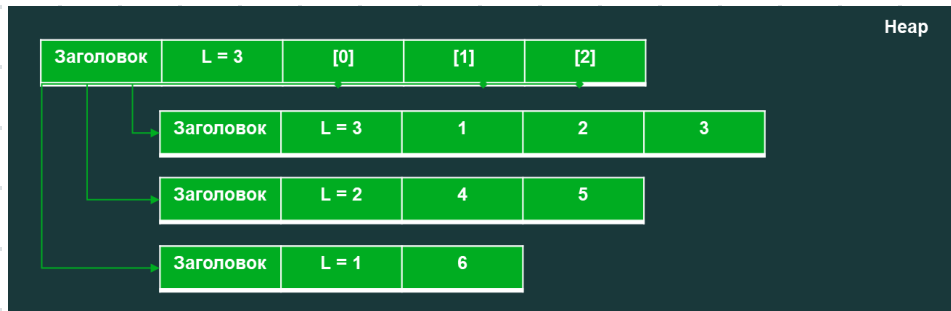 Heap
Заголовок L = 3 [0] [1] [2]
Заголовок L = 3 1 2 3
Заголовок L = 2 4 5
Заголовок L = 1 6